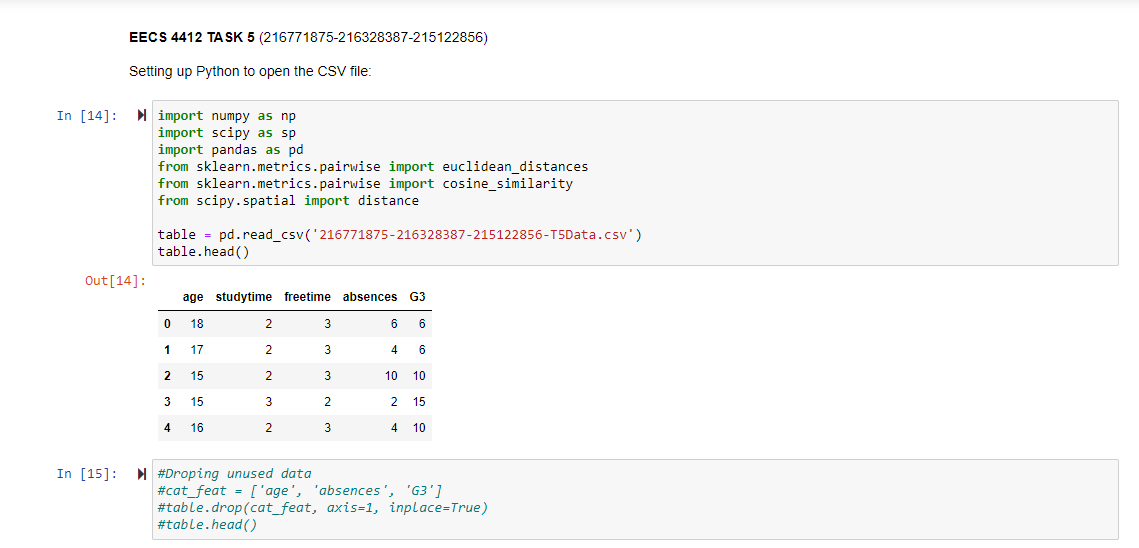 EECS 4412 TASK 5 (216771875-216328387-215122856)
Setting up Python to open the CSV file:
In [14]:
import numpy as np
import scipy as sp
import pandas as pd
from sklearn.metrics.pairwise import euclidean_distances
from sklearn.metrics.pairwise import cosine_similarity
from scipy.spatial import distance
table = pd.read_csv('216771875-216328387-215122856-T5Data.csv')
table.head()
Out[14]:
age studytime freetime absences G3
0 18 2 3 6 6
1 17 2 3 4 6
2 15 2 3 10 10
3 15 3 2 2 15
4 16 2 3 4 10
In [15]:
#Droping unused data
#cat_feat = ['age', 'absences', 'G3']
#table.drop(cat_feat, axis=1, inplace=True)
#table.head()